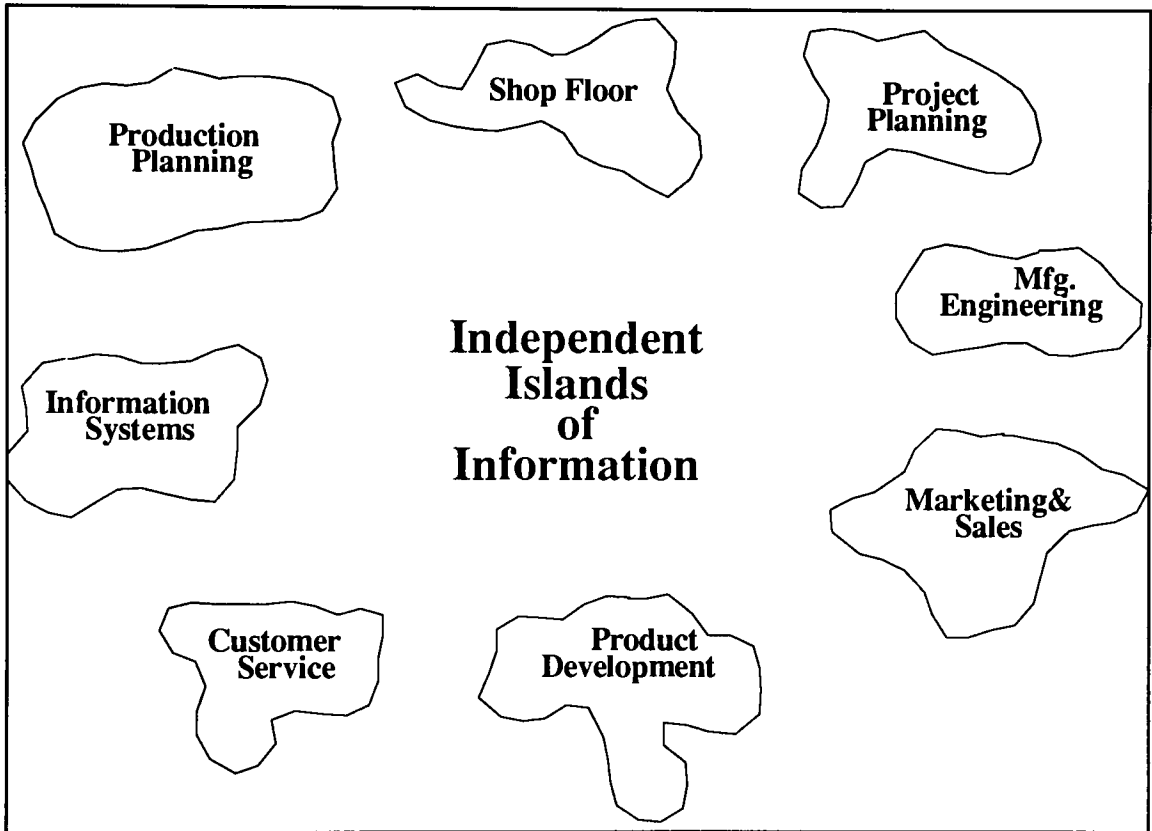 Shop Floor
Project
Planning
Production
Planning
Mfg.
Engineering
Independent
Islands
of
Information
Information
Systems
Marketing&
Sales
Customer
Service
Product
Development